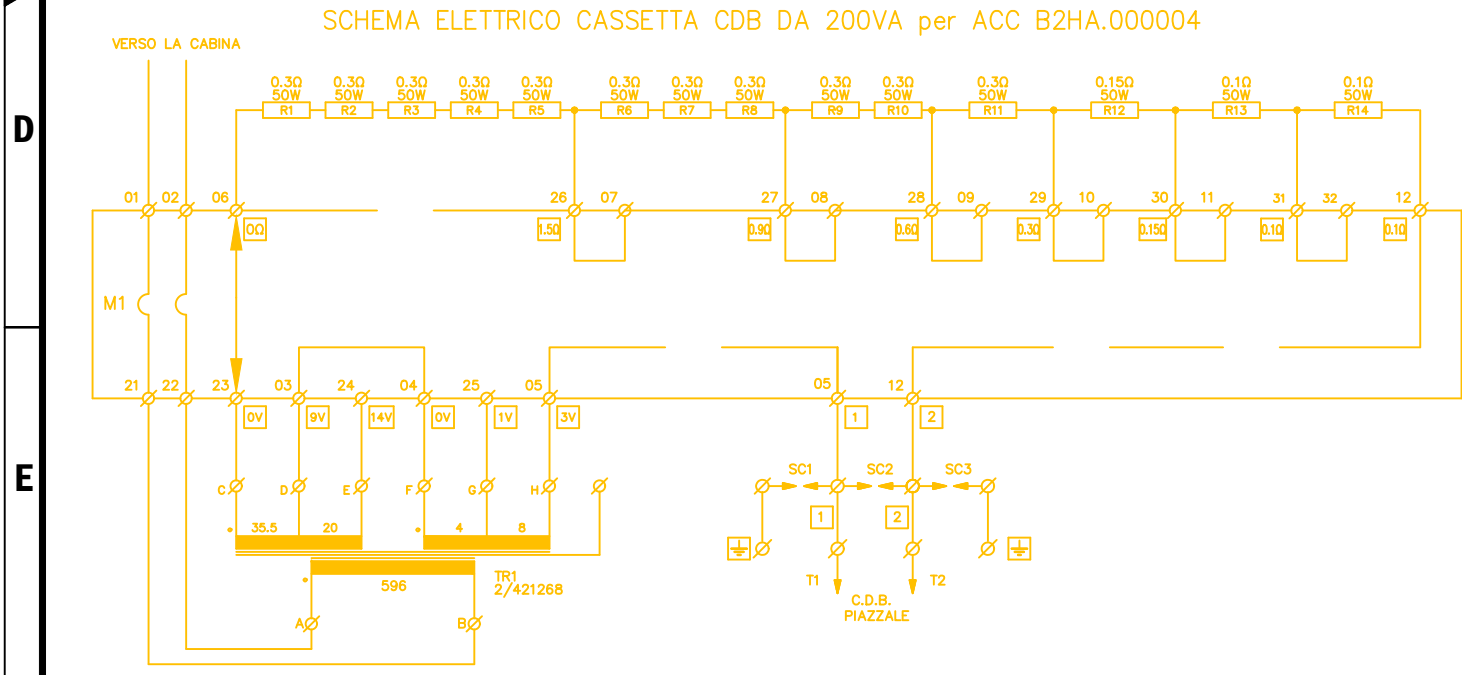 SCHEMA ELETTRICO CASSETTA CDB DA 200VA per ACC B2HA.000004
VERSO LA CABINA
0.3Ω 0.3Ω 0.3Ω 0.3Ω 0.3Ω 0.3Ω 0.3Ω 0.3Ω 0.3Ω 0.3Ω 0.3Ω 0.15Ω 0.1Ω 0.1Ω
50W 50W 50W 50W 50W 50W 50W 50W 50W 50W 50W 50W 50W 50W
R1 R2 R3 R4 R5 R6 R7 R8 R9 R10 R11 R12 R13 R14
D
01 02 06 26 07 27 08 28 09 29 10 30 11 31 32 12
0Ω 1.5Ω 0.9Ω 0.6Ω 0.3Ω 0.15Ω 0.1Ω 0.1Ω
M1
21 22 23 03 24 04 25 05 05 12
0V 9V 14V 0V 1V 3V 1 2
E
SC1 SC2 SC3
C D E F G H
35.5 20 4 8
1 2
596
TR1
2/421268
T1 T2
C.D.B.
PIAZZALE
A B